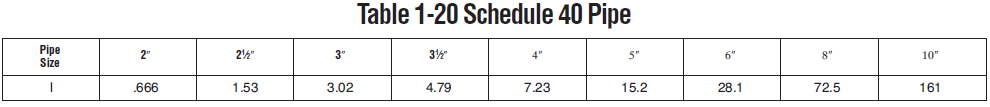 Table 1-20 Schedule 40 Pipe
Pipe Size 2" 2½" 3" 3½" 4" 5" 6" 8" 10"
I .666 1.53 3.02 4.79 7.23 15.2 28.1 72.5 161